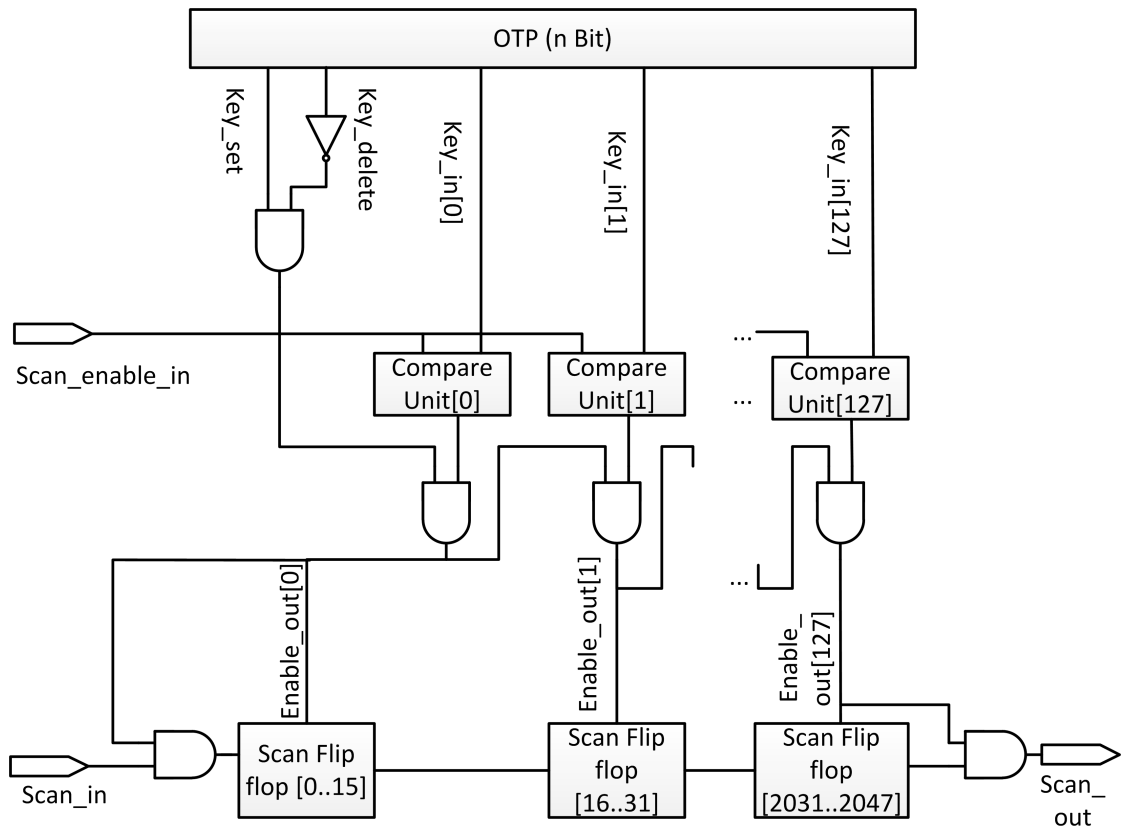 OTP (n Bit)
Key_set
Key_delete
Key_in[0]
Key_in[1]
Key_in[127]
Scan_enable_in
Compare
Unit[0]
Compare
Unit[1]
...
...
Compare
Unit[127]
...
Enable_out[0]
Enable_out[1]
Enable_
out[127]
Scan_in
Scan Flip
flop [0..15]
Scan Flip
flop
[16..31]
Scan Flip
flop
[2031..2047]
Scan_
out